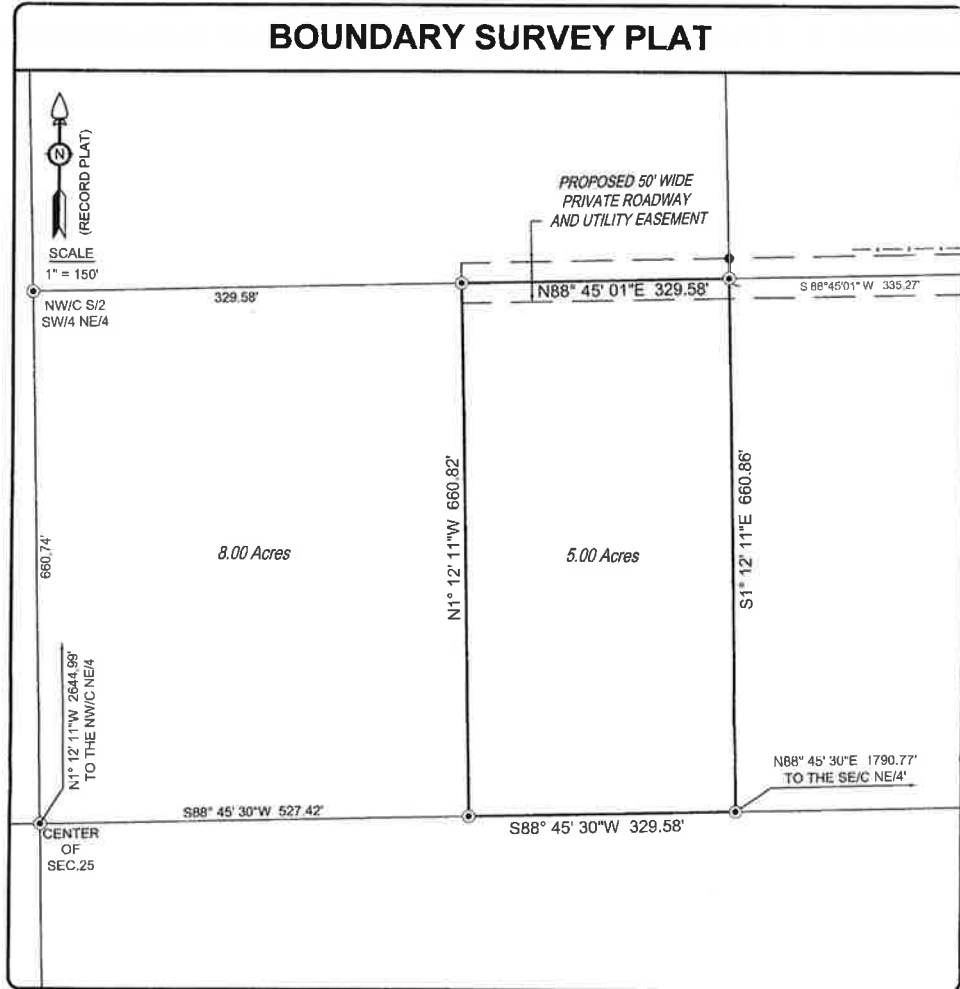 BOUNDARY SURVEY PLAT
N
(RECORD PLAT)
SCALE
1" = 150'
PROPOSED 50' WIDE
PRIVATE ROADWAY
AND UTILITY EASEMENT
NW/C S/2
SW/4 NE/4
329.58'
N88° 45' 01"E 329.58'
S 88°45'01" W 335.27'
660.74'
8.00 Acres
N1° 12' 11"W 660.82'
5.00 Acres
S1° 12' 11"E 660.86'
N1° 12' 11"W 2644.99'
TO THE NW/C NE/4
CENTER
OF
SEC.25
S88° 45' 30"W 527.42'
S88° 45' 30"W 329.58'
N88° 45' 30"E 1790.77'
TO THE SE/C NE/4'